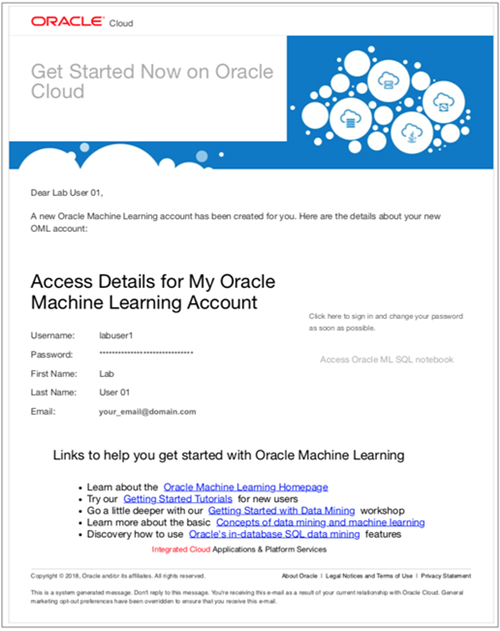 ORACLE® Cloud
Get Started Now on Oracle
Cloud
Dear Lab User 01,
A new Oracle Machine Learning account has been created for you. Here are the details about your new
OML account:
Access Details for My Oracle
Machine Learning Account
Click here to sign in and change your password
as soon as possible.
Access Oracle ML SQL notebook
Username: labuser1
Password: ******************************
First Name: Lab
Last Name: User 01
Email: your_email@domain.com
Links to help you get started with Oracle Machine Learning
• Learn about the Oracle Machine Learning Homepage
• Try our Getting Started Tutorials for new users
• Go a little deeper with our Getting Started with Data Mining workshop
• Learn more about the basic Concepts of data mining and machine learning
• Discovery how to use Oracle's in-database SQL data mining features
Integrated Cloud Applications & Platform Services
Copyright © 2018, Oracle and/or its affiliates. All rights reserved. About Oracle | Legal Notices and Terms of Use | Privacy Statement
This is a system generated message. Don't reply to this message. You're receiving this e-mail as a result of your current relationship with Oracle Cloud. General
marketing opt-out preferences have been overridden to ensure that you receive this e-mail.